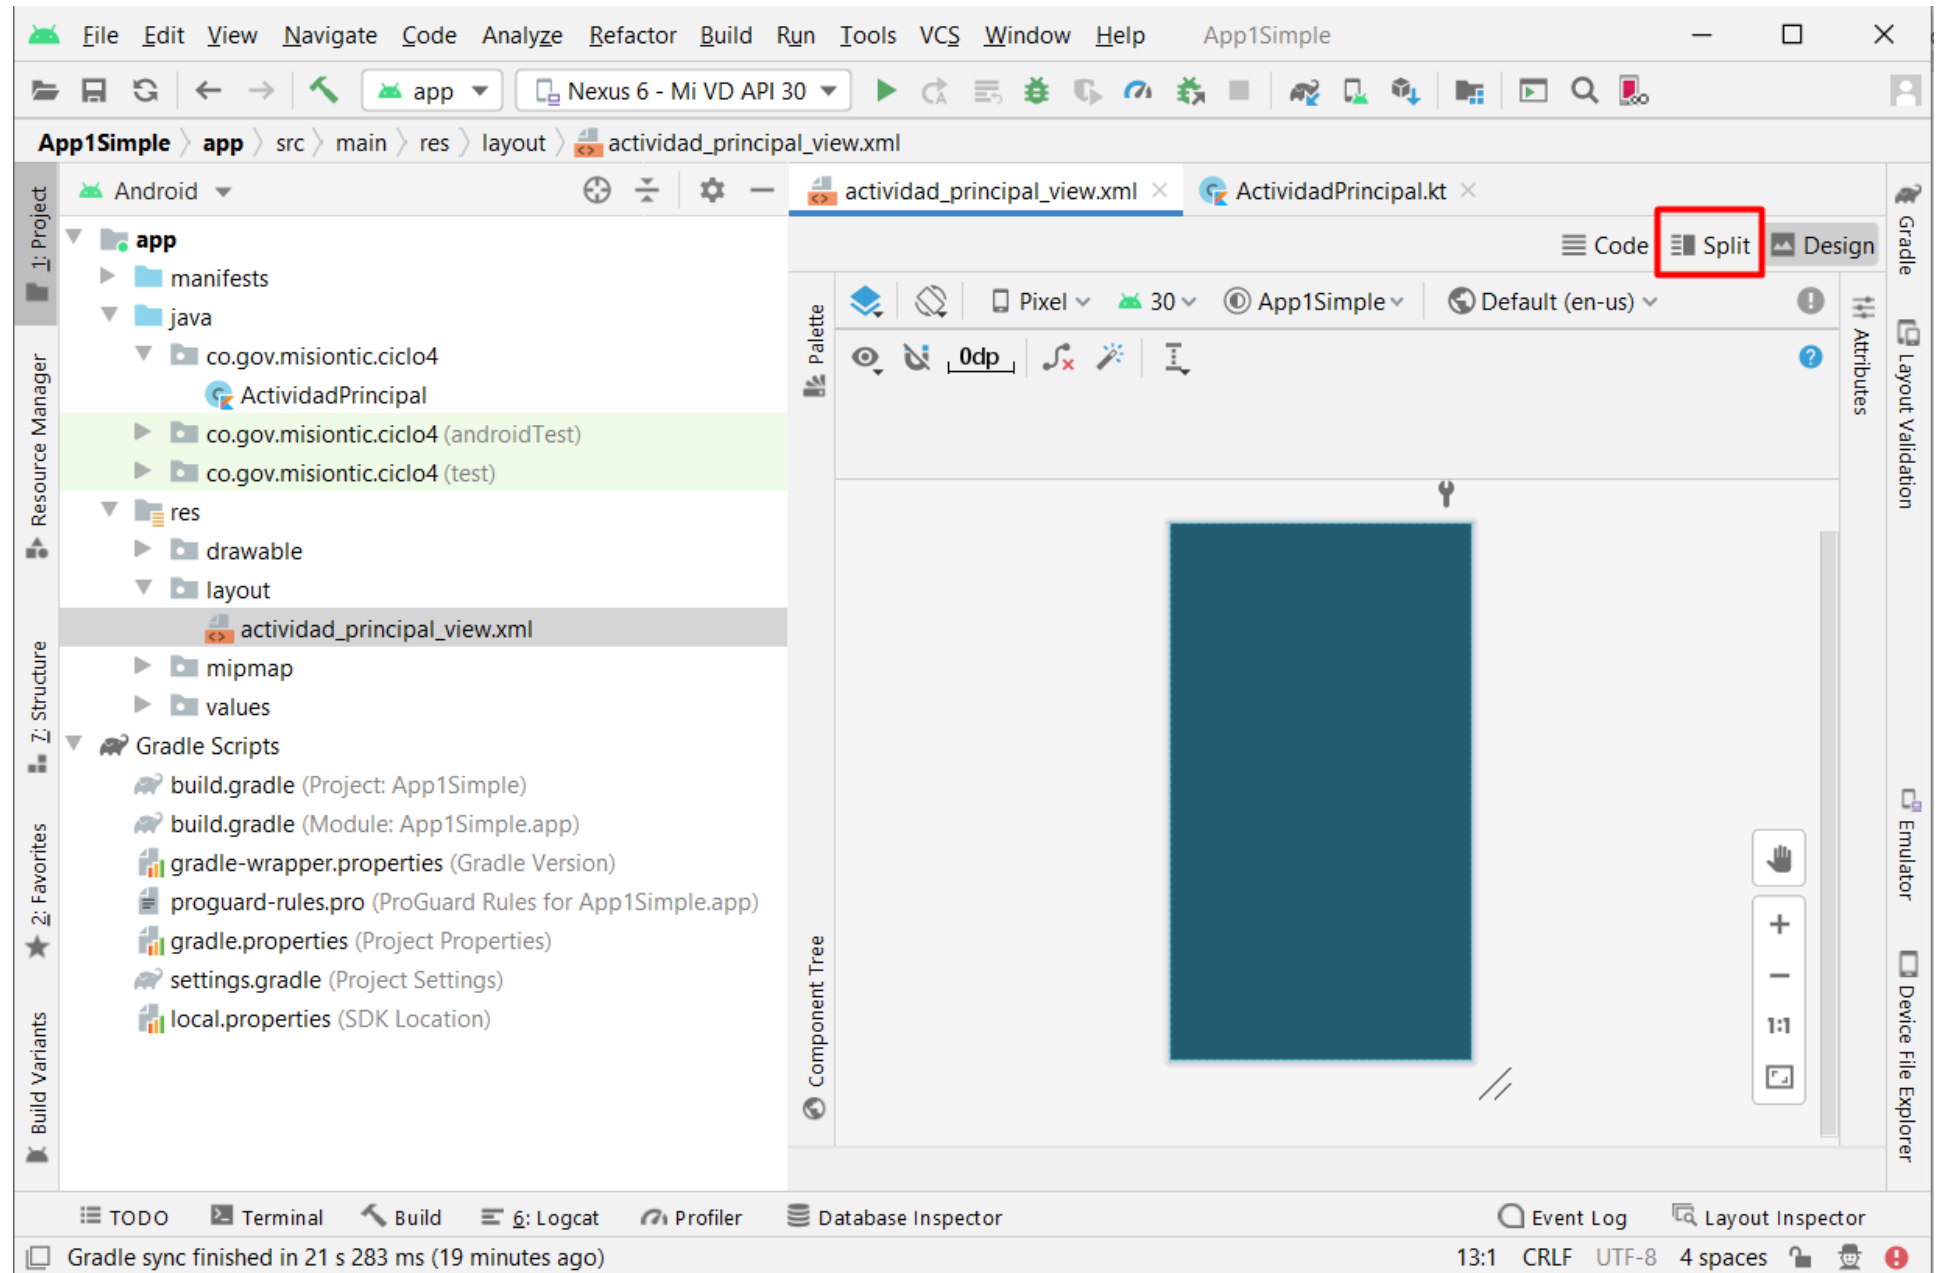 File Edit View Navigate Code Analyze Refactor Build Run Tools VCS Window Help App1Simple
app Nexus 6 - Mi VD API 30
App1Simple app src main res layout actividad_principal_view.xml
Android
actividad_principal_view.xml ActividadPrincipal.kt
Code Split Design
1: Project
Resource Manager
7: Structure
2: Favorites
Build Variants
app
manifests
java
co.gov.misiontic.ciclo4
ActividadPrincipal
co.gov.misiontic.ciclo4 (androidTest)
co.gov.misiontic.ciclo4 (test)
res
drawable
layout
actividad_principal_view.xml
mipmap
values
Gradle Scripts
build.gradle (Project: App1Simple)
build.gradle (Module: App1Simple.app)
gradle-wrapper.properties (Gradle Version)
proguard-rules.pro (ProGuard Rules for App1Simple.app)
gradle.properties (Project Properties)
settings.gradle (Project Settings)
local.properties (SDK Location)
Palette
Component Tree
Pixel 30 App1Simple Default (en-us)
0dp
1:1
Attributes
Gradle
Layout Validation
Emulator
Device File Explorer
TODO Terminal Build 6: Logcat Profiler Database Inspector Event Log Layout Inspector
Gradle sync finished in 21 s 283 ms (19 minutes ago) 13:1 CRLF UTF-8 4 spaces